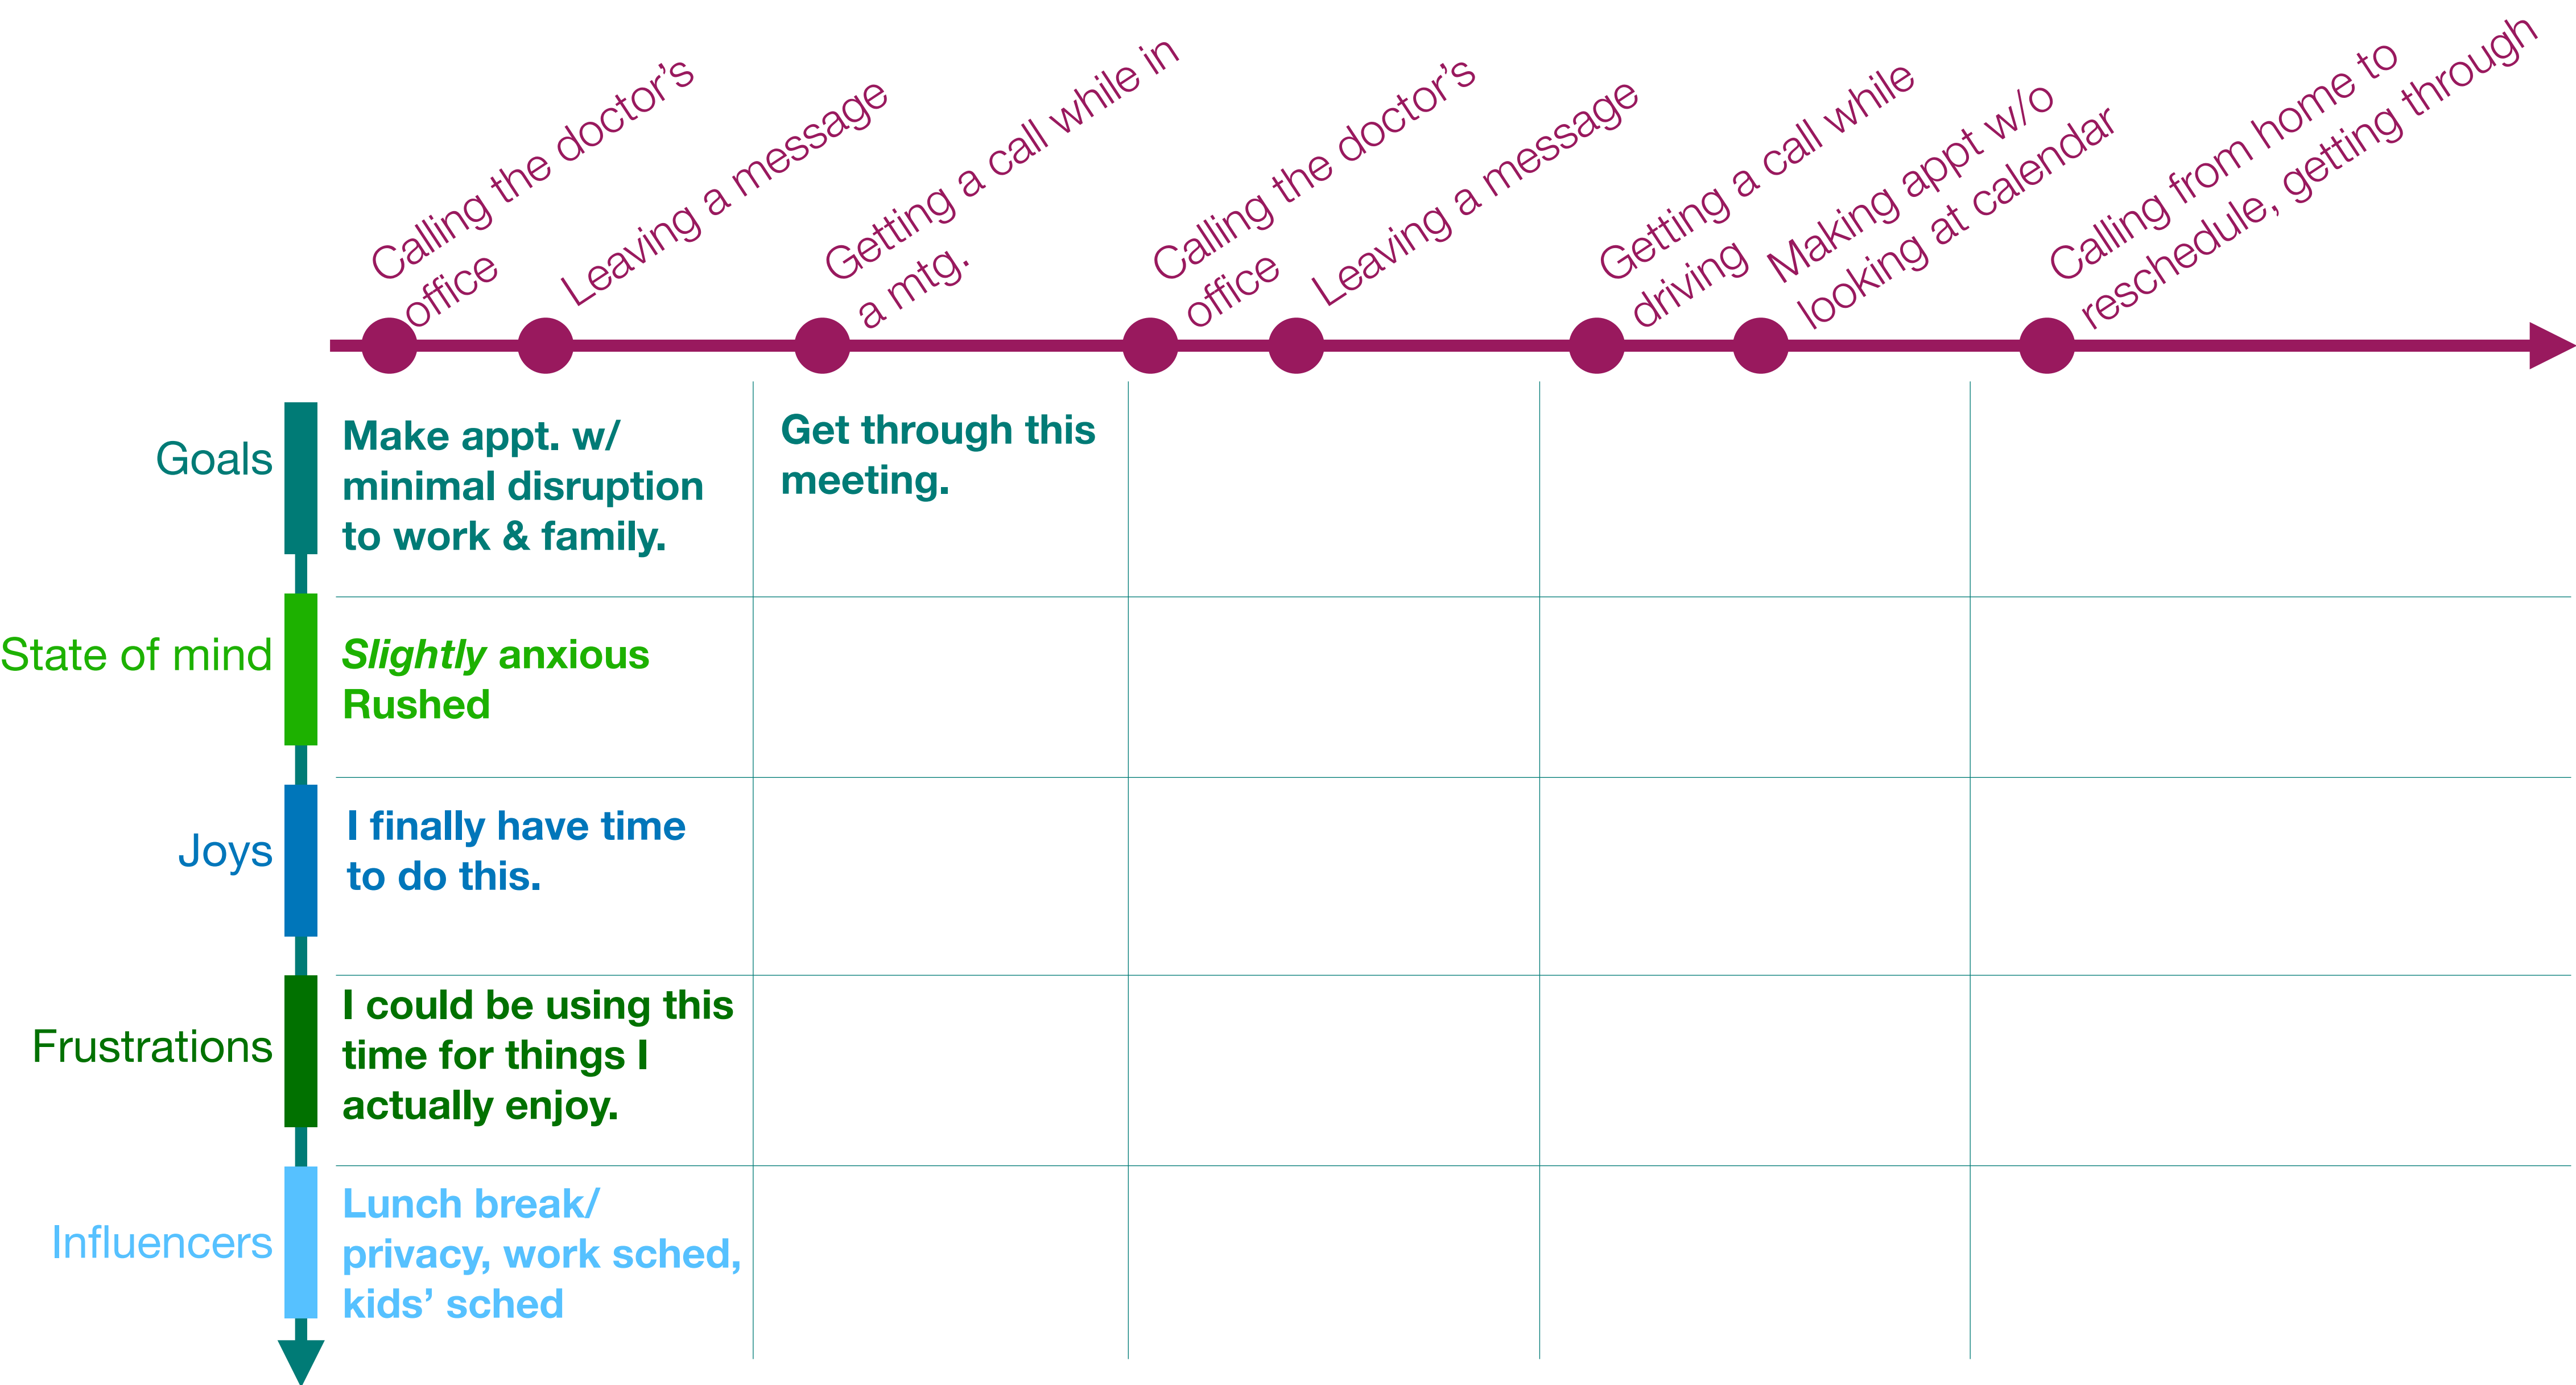 Calling the doctor’s
office
Leaving a message
Getting a call while in
a mtg.
Calling the doctor’s
office
Leaving a message
Getting a call while
driving
Making appt w/o
looking at calendar
Calling from home to
reschedule, getting through
Goals
Make appt. w/
minimal disruption
to work & family.
Get through this
meeting.
State of mind
Slightly anxious
Rushed
Joys
I finally have time
to do this.
Frustrations
I could be using this
time for things I
actually enjoy.
Influencers
Lunch break/
privacy, work sched,
kids’ sched